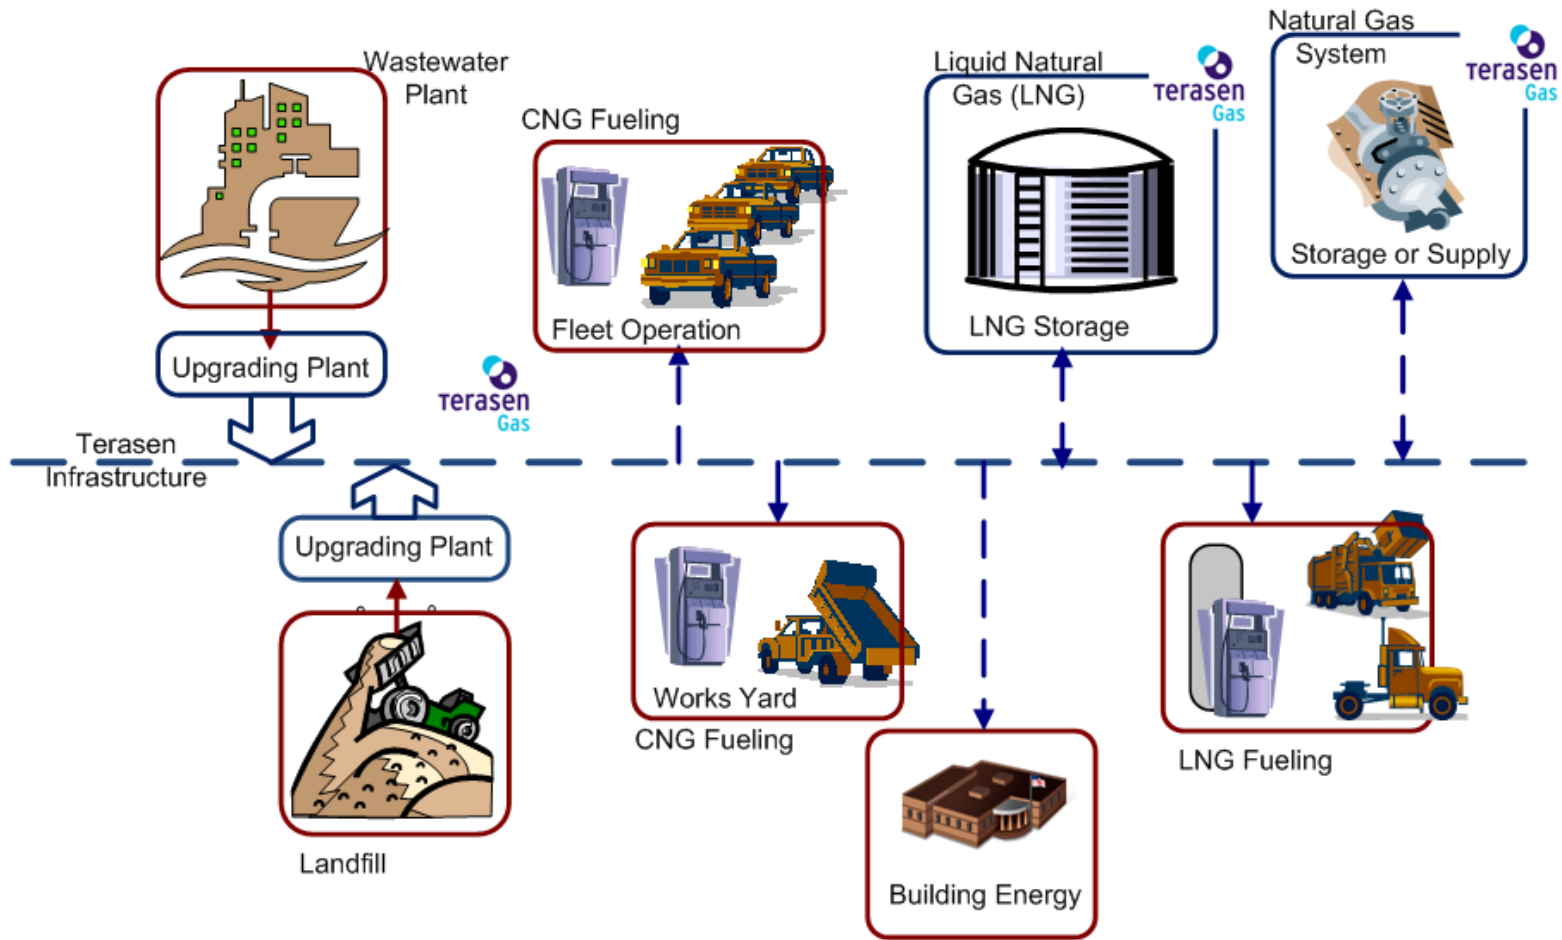 Natural Gas
System
Terasen
Gas
Wastewater
Plant
Liquid Natural
Gas (LNG)
Terasen
Gas
CNG Fueling
Storage or Supply
Fleet Operation
LNG Storage
Upgrading Plant
Terasen
Gas
Terasen
Infrastructure
Upgrading Plant
Works Yard
CNG Fueling
LNG Fueling
Landfill
Building Energy